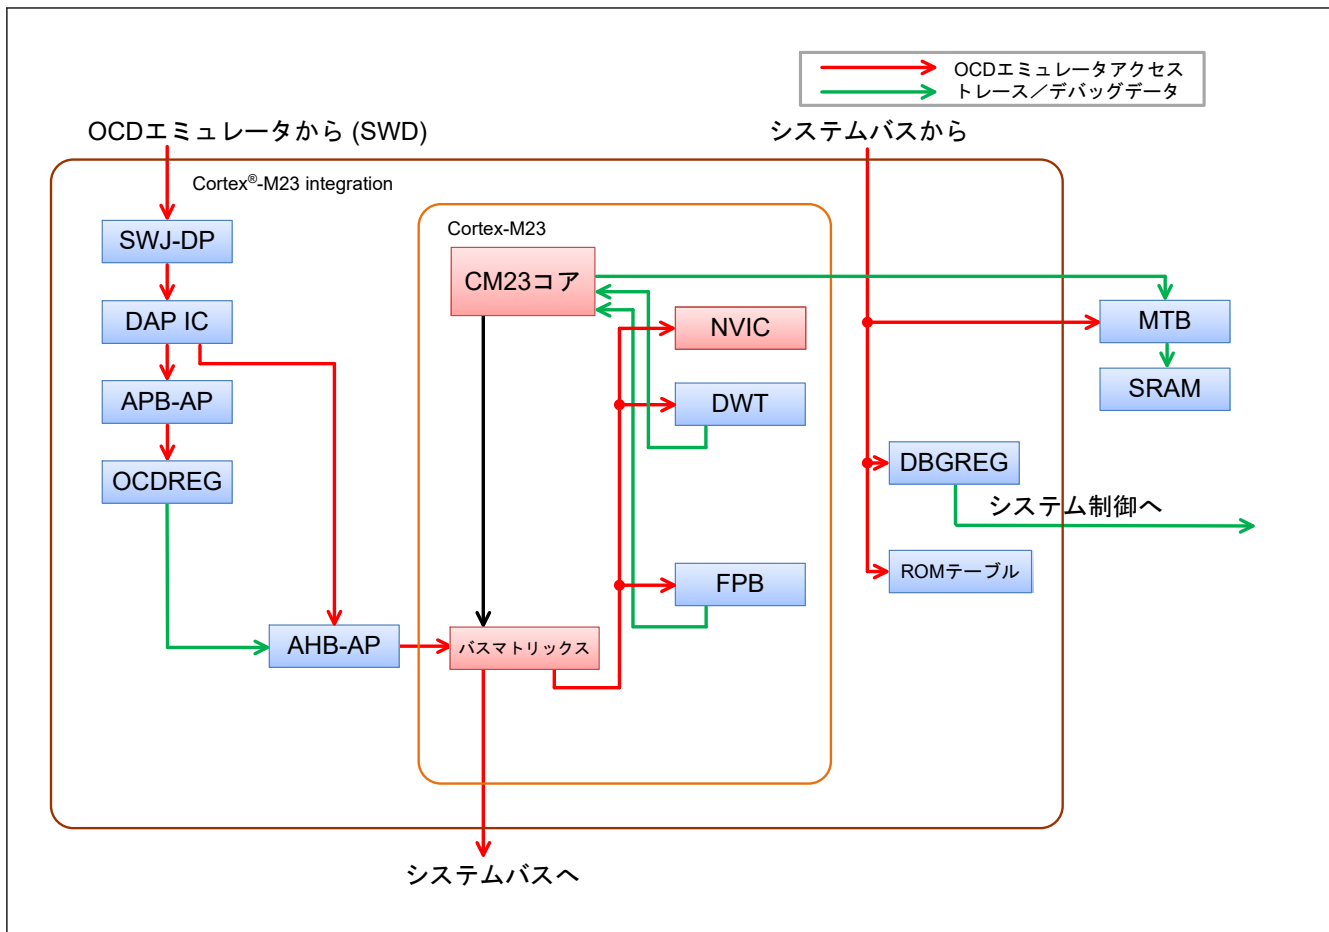 OCDエミュレータアクセス
トレース／デバッグデータ
OCDエミュレータから (SWD)
システムバスから
Cortex®-M23 integration
Cortex-M23
SWJ-DP
CM23コア
DAP IC
NVIC
MTB
APB-AP
DWT
SRAM
OCDREG
DBGREG
システム制御へ
FPB
ROMテーブル
AHB-AP
バスマトリックス
システムバスへ